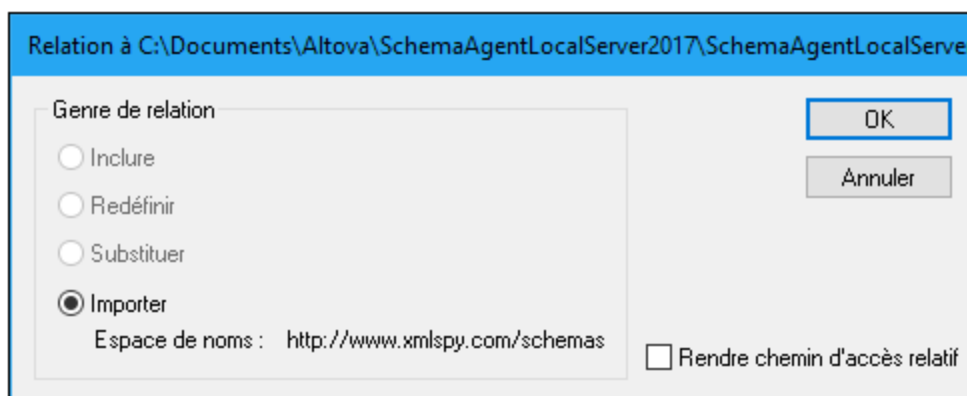 Relation à C:\Documents\Altova\SchemaAgentLocalServer2017\SchemaAgentLocalServe
Genre de relation
OK
Inclure
Annuler
Redéfinir
Substituer
Importer
Espace de noms : http://www.xmlspy.com/schemas
Rendre chemin d'accès relatif